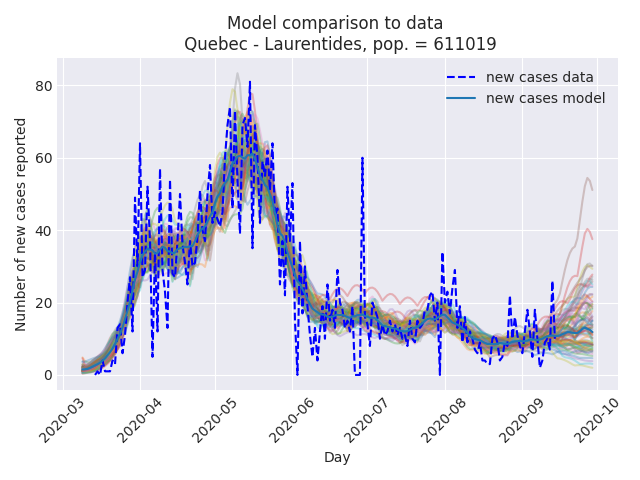 Model comparison to data
Quebec - Laurentides, pop. = 611019
new cases data
new cases model
Number of new cases reported
80
60
40
20
0
2020-03
2020-04
2020-05
2020-06
2020-07
2020-08
2020-09
2020-10
Day